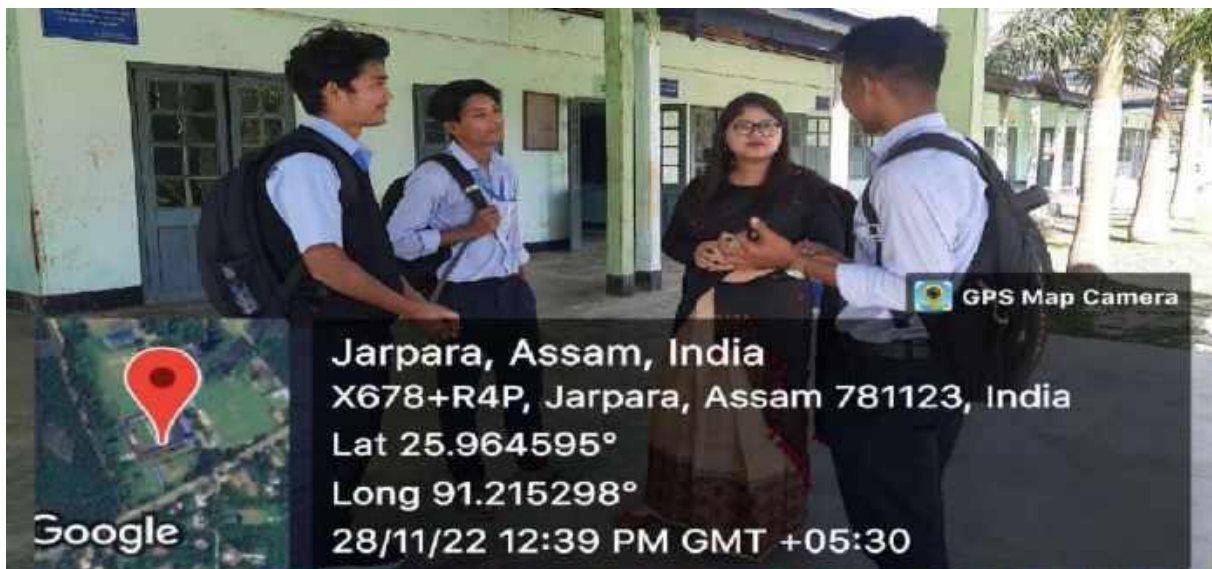 GPS Map Camera
Jarpara, Assam, India
X678+R4P, Jarpara, Assam 781123, India
Lat 25.964595°
Long 91.215298°
28/11/22 12:39 PM GMT +05:30
Google